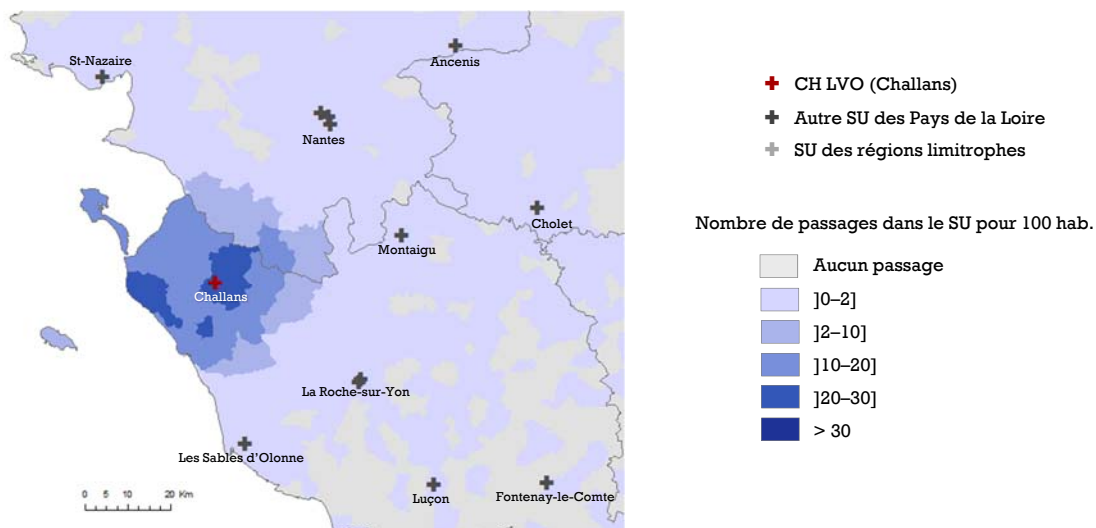 St-Nazaire
Ancenis
Nantes
Cholet
Montaigu
Challans
La Roche-sur-Yon
Les Sables d'Olonne
Luçon
Fontenay-le-Comte
0 5 10 20 Km
CH LVO (Challans)
Autre SU des Pays de la Loire
SU des régions limitrophes
Nombre de passages dans le SU pour 100 hab.
Aucun passage
]0–2]
]2–10]
]10–20]
]20–30]
> 30